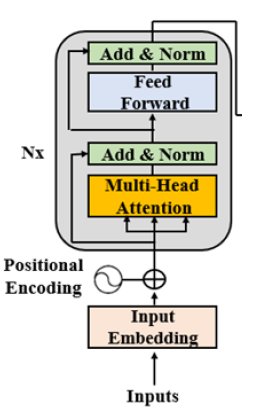 Add & Norm
Feed
Forward
Nx
Add & Norm
Multi-Head
Attention
Positional
Encoding
Input
Embedding
Inputs